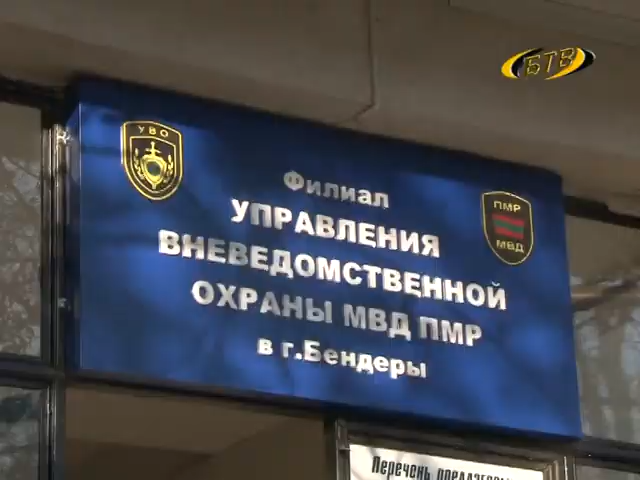 БТВ
УВО
Филиал
УПРАВЛЕНИЯ
ПМР
ВНЕВЕДОМСТВЕННОЙ
МВД
ОХРАНЫ МВД ПМР
в г.Бендеры
Перечень